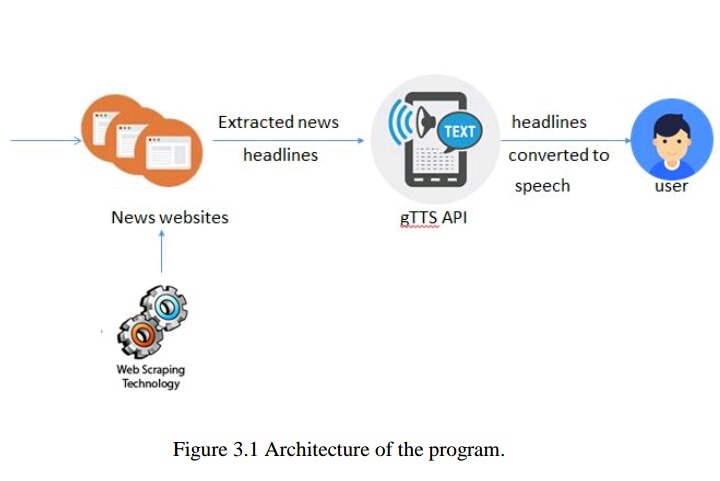 Extracted news
headlines
TEXT
headlines
converted to
speech
user
News websites
gTTS API
Web Scraping
Technology
Figure 3.1 Architecture of the program.